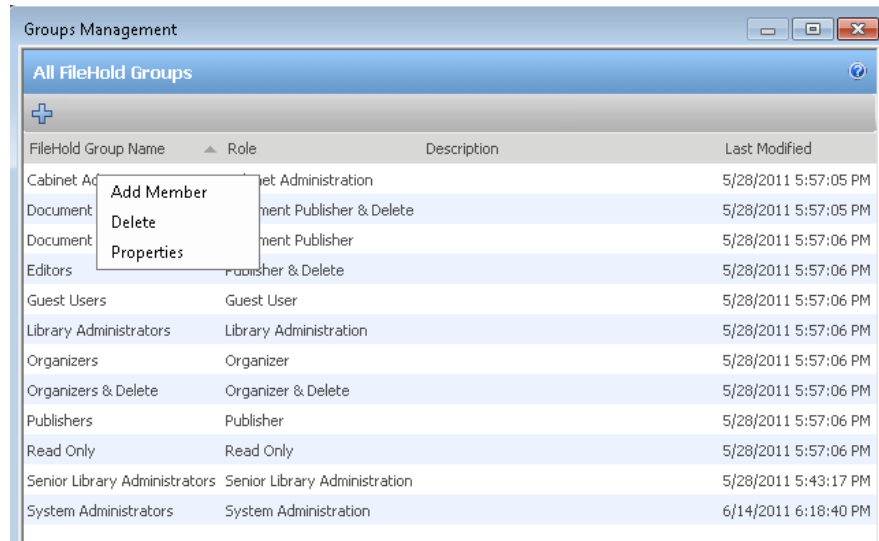 Groups Management
All FileHold Groups
FileHold Group Name Role Description Last Modified
Cabinet Administration 5/28/2011 5:57:05 PM
Add Member
Document Publisher & Delete 5/28/2011 5:57:05 PM
Delete
Document Publisher 5/28/2011 5:57:06 PM
Properties
Editors Publisher & Delete 5/28/2011 5:57:06 PM
Guest Users Guest User 5/28/2011 5:57:06 PM
Library Administrators Library Administration 5/28/2011 5:57:06 PM
Organizers Organizer 5/28/2011 5:57:06 PM
Organizers & Delete Organizer & Delete 5/28/2011 5:57:06 PM
Publishers Publisher 5/28/2011 5:57:06 PM
Read Only Read Only 5/28/2011 5:57:06 PM
Senior Library Administrators Senior Library Administration 5/28/2011 5:43:17 PM
System Administrators System Administration 6/14/2011 6:18:40 PM